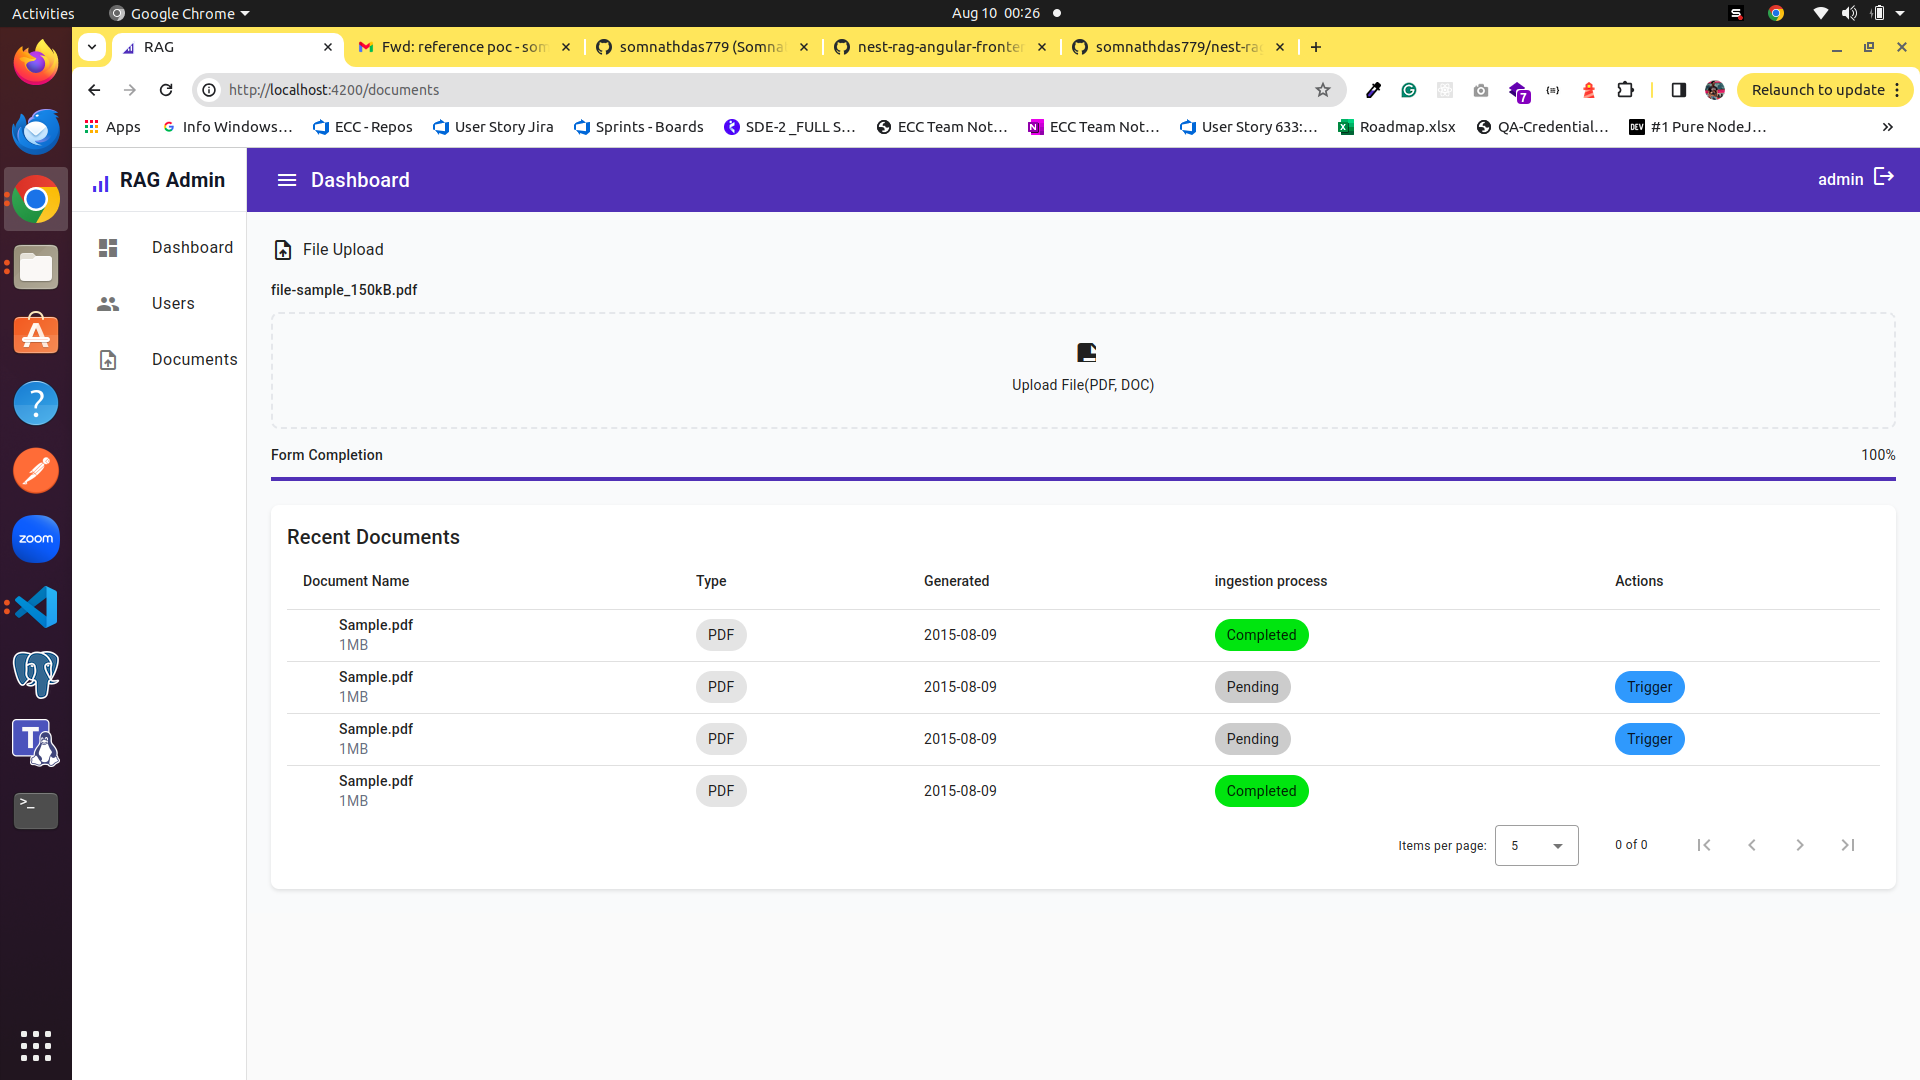 Activities Google Chrome Aug 10 00:26
RAG Fwd: reference poc - som somnathdas779 (Somna nest-rag-angular-fronte somnathdas779/nest-ra
http://localhost:4200/documents 7 Relaunch to update
Apps Info Windows... ECC - Repos User Story Jira Sprints - Boards SDE-2 _FULL S... ECC Team Not... ECC Team Not... User Story 633:... Roadmap.xlsx QA-Credential... DEV #1 Pure NodeJ... »
RAG Admin Dashboard admin
Dashboard
Users
Documents
File Upload
file-sample_150kB.pdf
Upload File(PDF, DOC)
Form Completion 100%
Recent Documents
Document Name Type Generated ingestion process Actions
Sample.pdf
1MB PDF 2015-08-09 Completed
Sample.pdf
1MB PDF 2015-08-09 Pending Trigger
Sample.pdf
1MB PDF 2015-08-09 Pending Trigger
Sample.pdf
1MB PDF 2015-08-09 Completed
Items per page: 5 0 of 0
zoom
T
>_